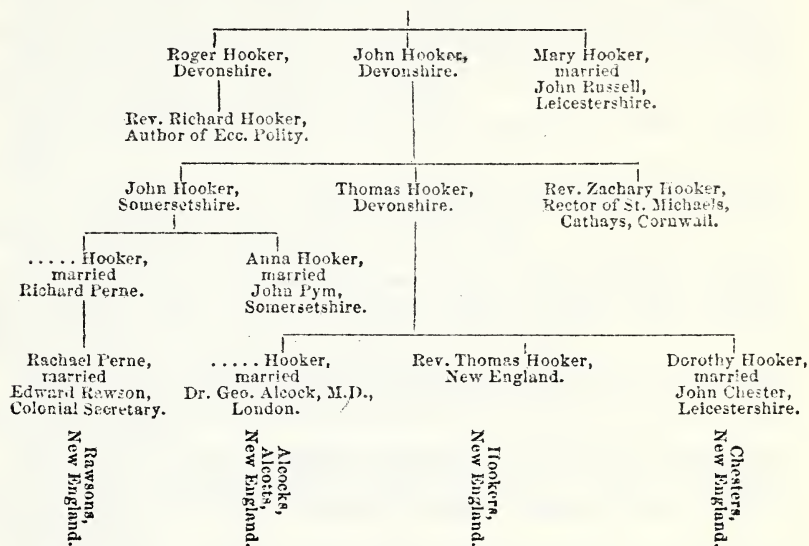 Roger Hooker,
Devonshire.
John Hooker,
Devonshire.
Mary Hooker,
married
John Russell,
Leicestershire.
Rev. Richard Hooker,
Author of Ecc. Polity.
John Hooker,
Somersetshire.
Thomas Hooker,
Devonshire.
Rev. Zachary Hooker,
Rector of St. Michaels,
Cathays, Cornwall.
..... Hooker,
married
Richard Perne.
Anna Hooker,
married
John Pym,
Somersetshire.
Rachael Perne,
married
Edward Rawson,
Colonial Secretary.
..... Hooker,
married
Dr. Geo. Alcock, M.D.,
London.
Rev. Thomas Hooker,
New England.
Dorothy Hooker,
married
John Chester,
Leicestershire.
Rawsons,
New England.
Alcocks,
Alcotts,
New England.
Hookers,
New England.
Chesters,
New England.